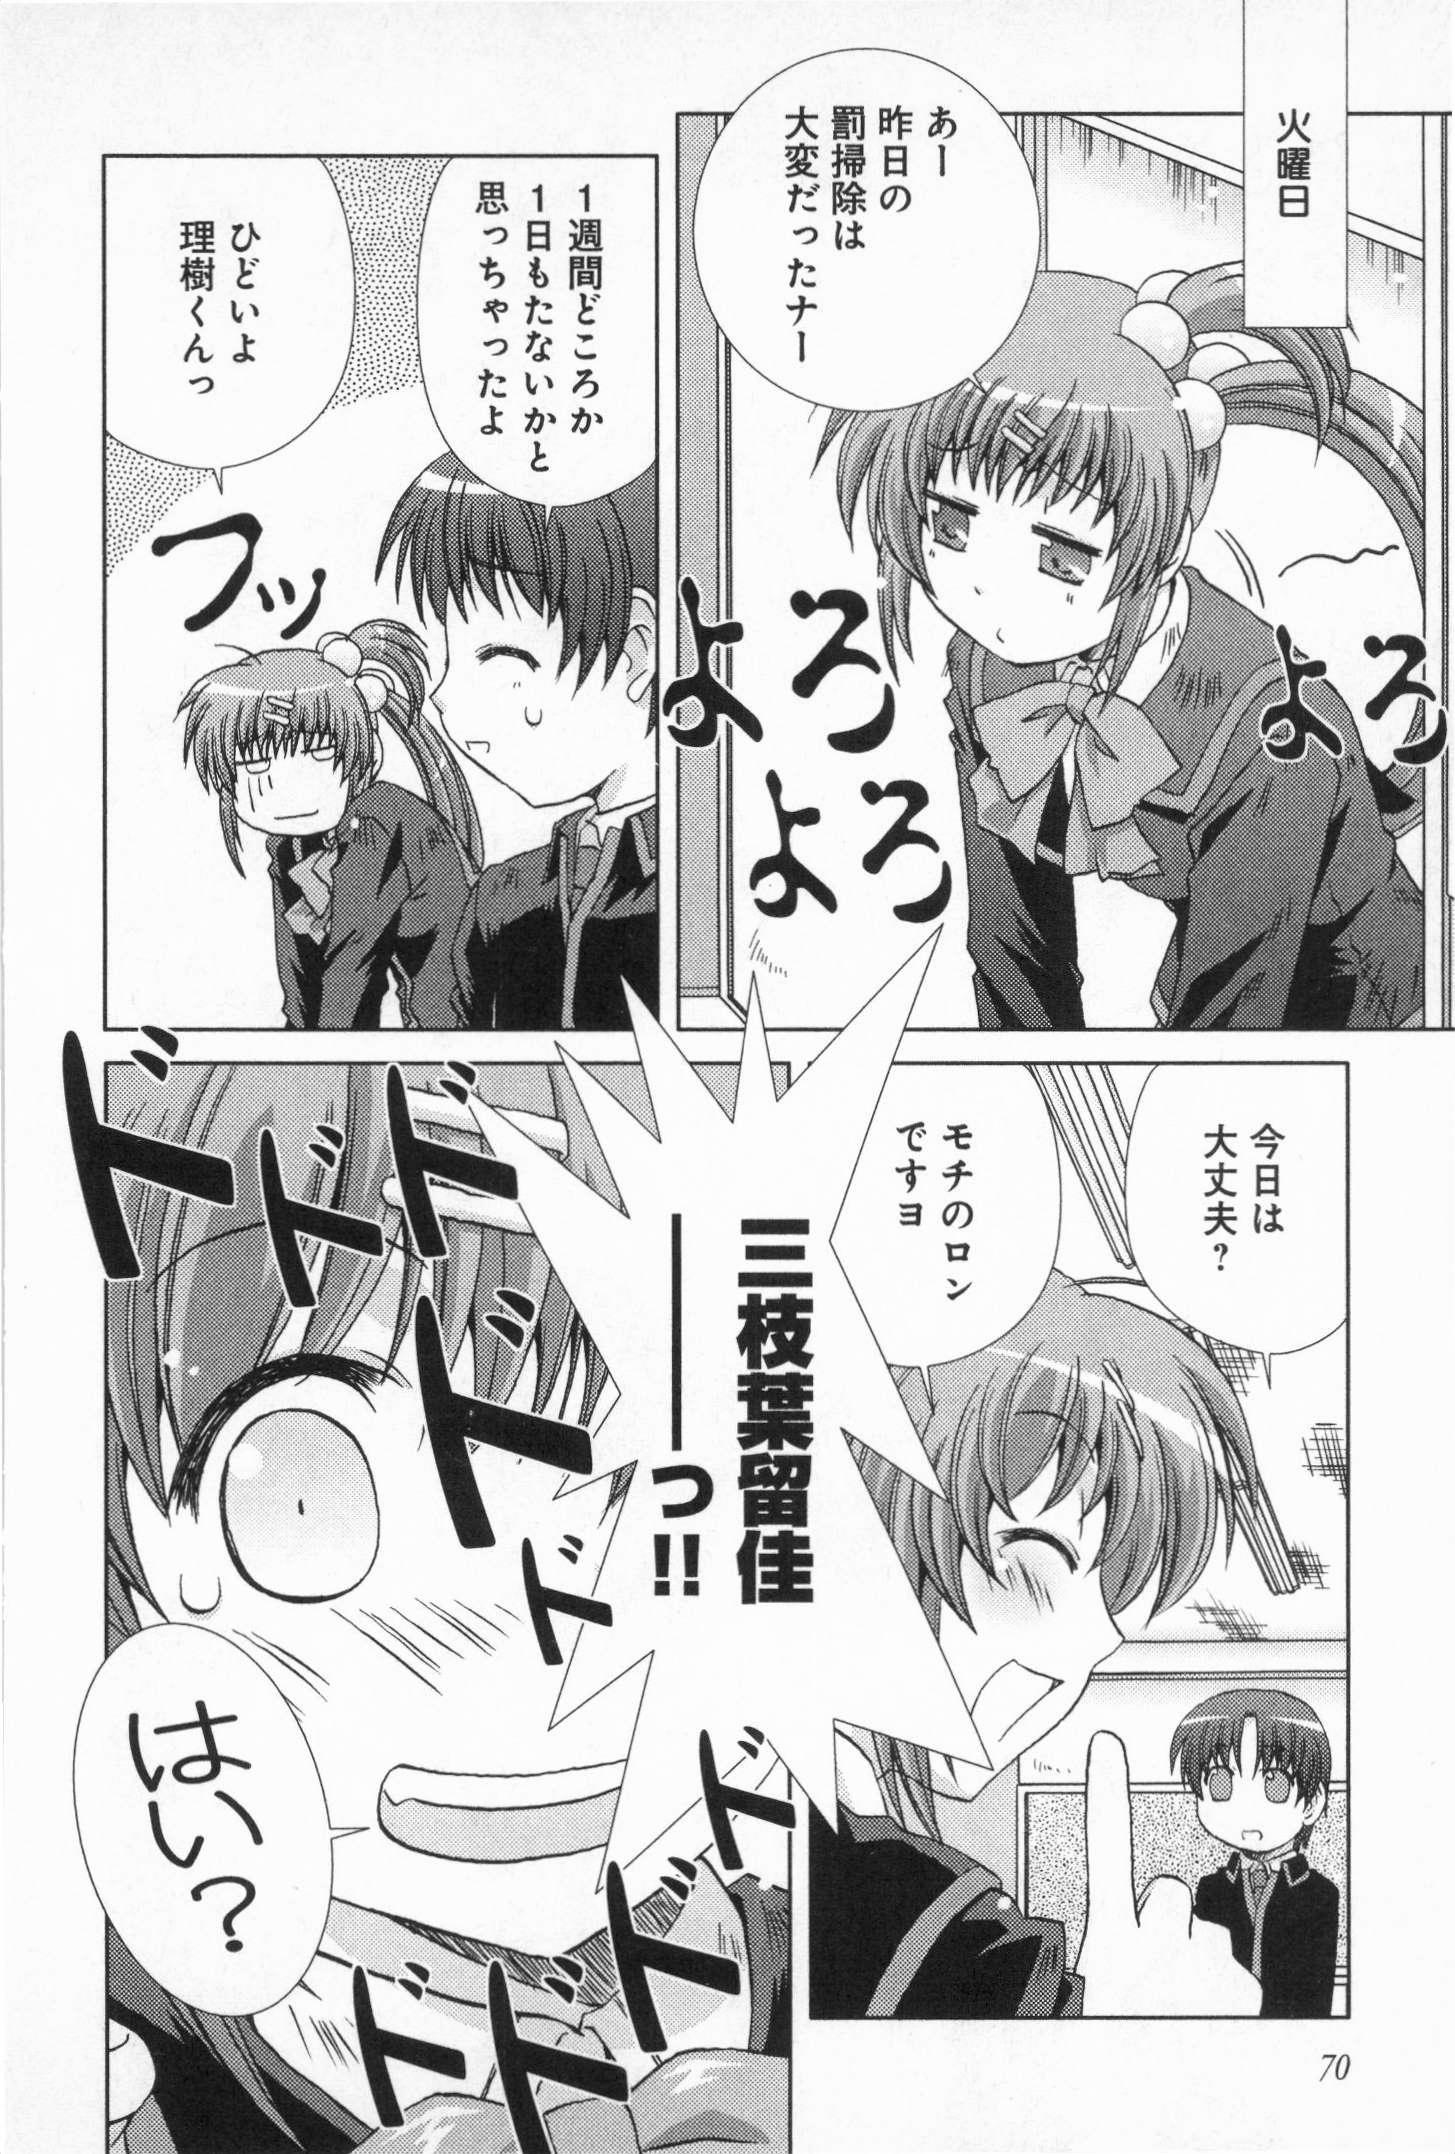 火曜日
あー
昨日の
罰掃除は
大変だったナー
よろ
よろ
よろ
1週間どころか
1日もたないかと
思っちゃったよ
ひどいよ
理樹くんっ
フッ
今日は
大丈夫?
モチのロン
ですヨ
三枝葉留佳
――っ!!
ドドド
ドド
ドド
ドド
はい?
70